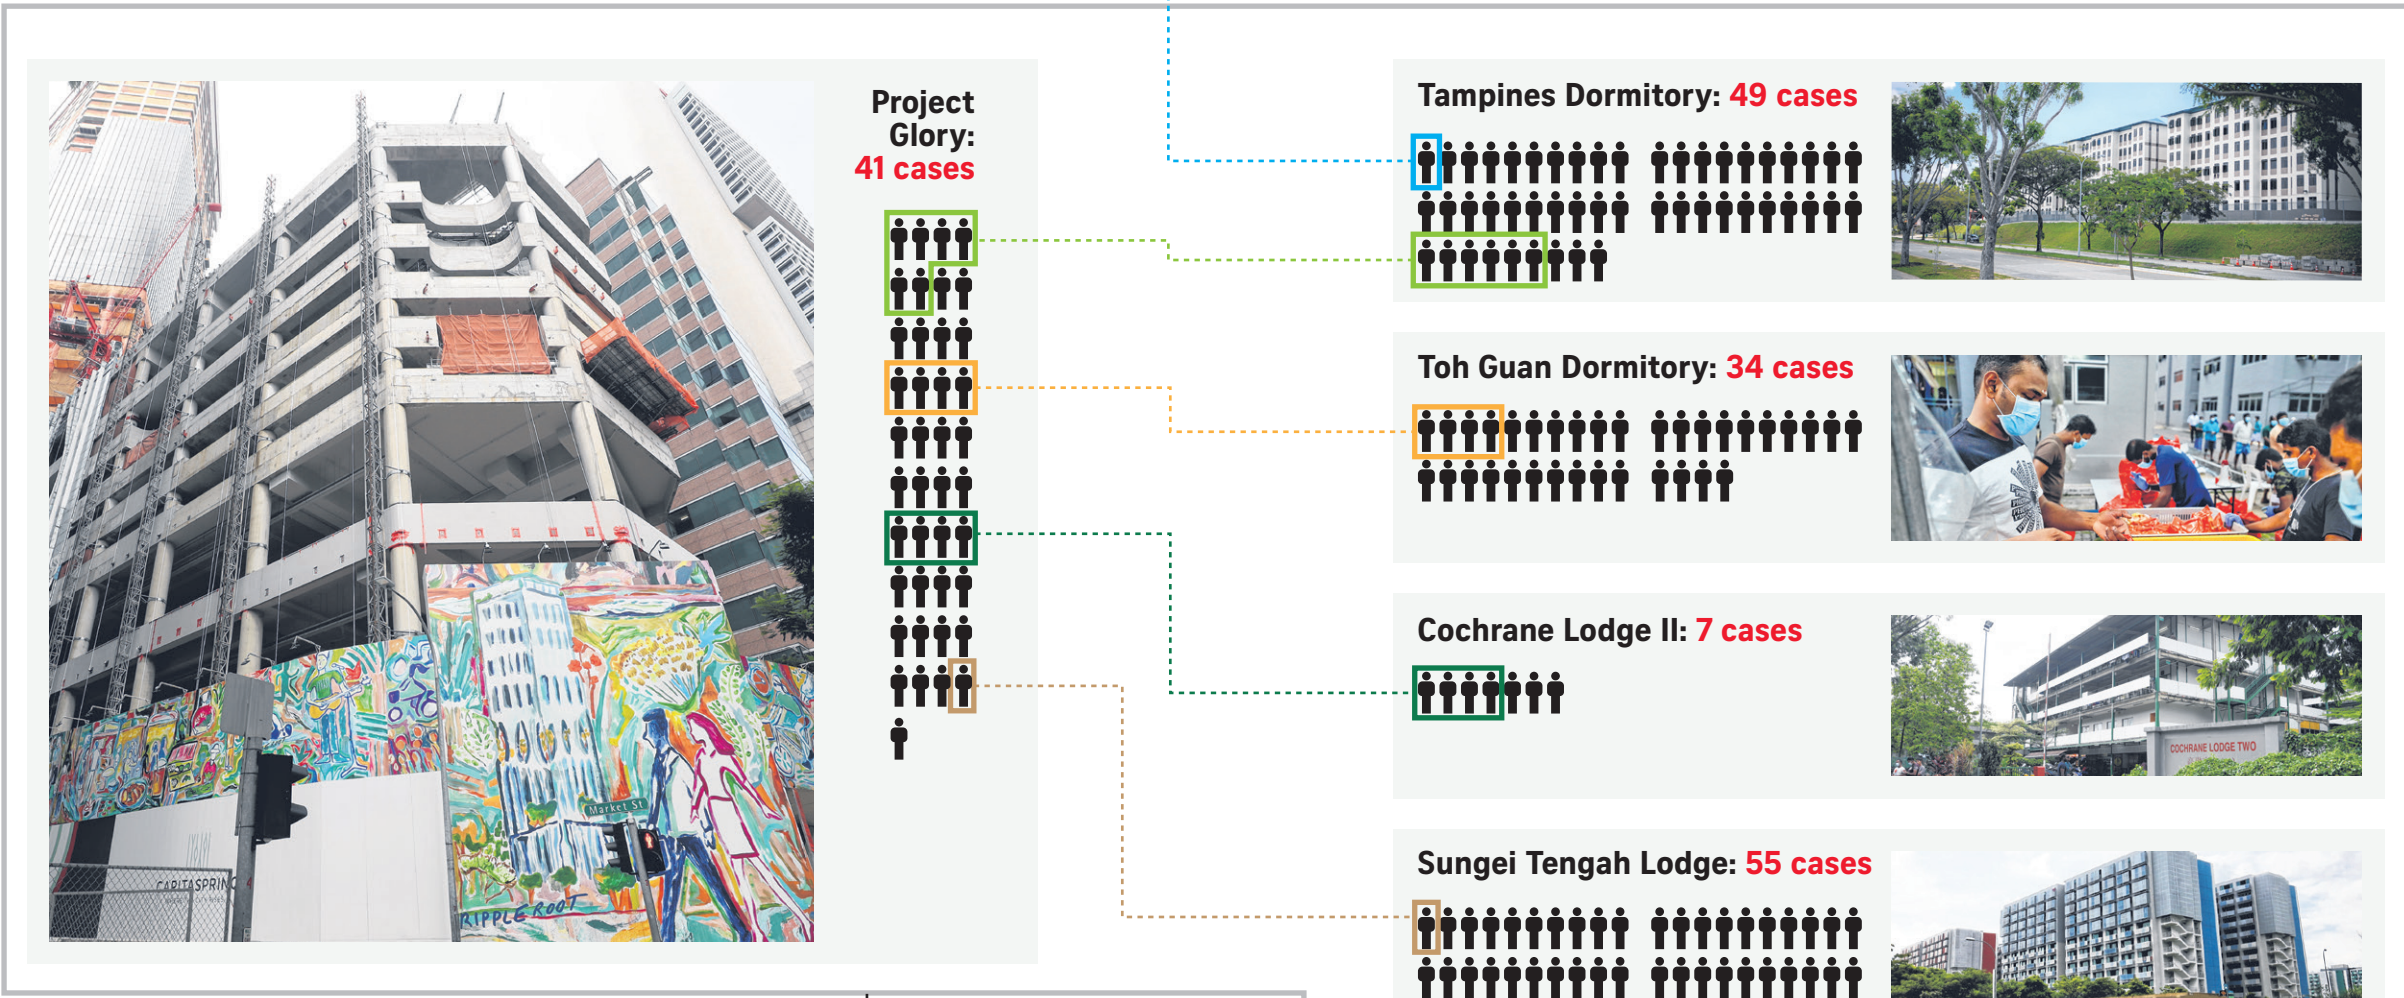 Project
Glory:
41 cases
Tampines Dormitory: 49 cases
Toh Guan Dormitory: 34 cases
Cochrane Lodge II: 7 cases
COCHRANE LODGE TWO
Sungei Tengah Lodge: 55 cases
Market St
CAPITASPRING
RIPPLE ROOT